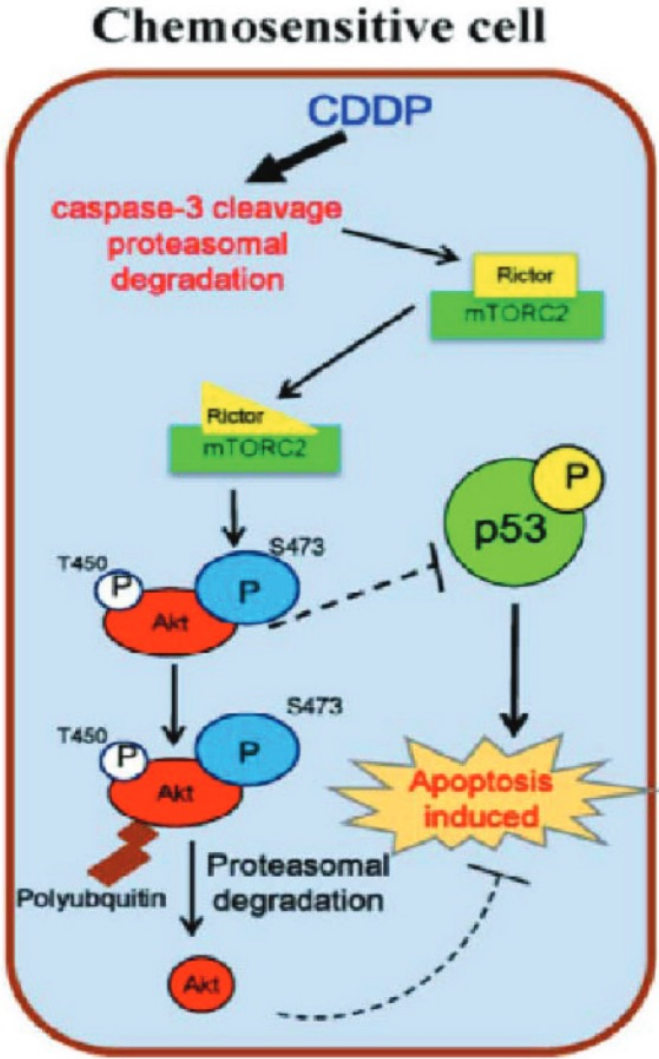 Chemosensitive cell
CDDP
caspase-3 cleavage
proteasomal
degradation
Rictor
mTORC2
Rictor
mTORC2
P
p53
S473
T450
P
P
Akt
S473
T450
P
P
Akt
Apoptosis
induced
Polyubquitin
Proteasomal
degradation
Akt